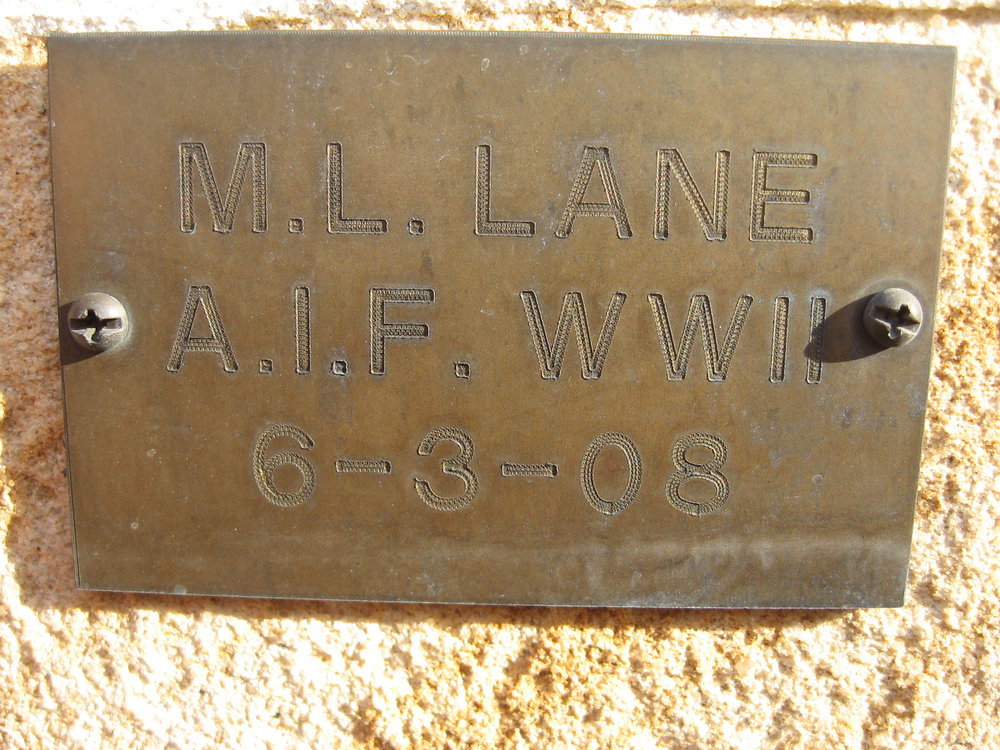 M.L. LANE
A.I.F. WWII
6-3-08